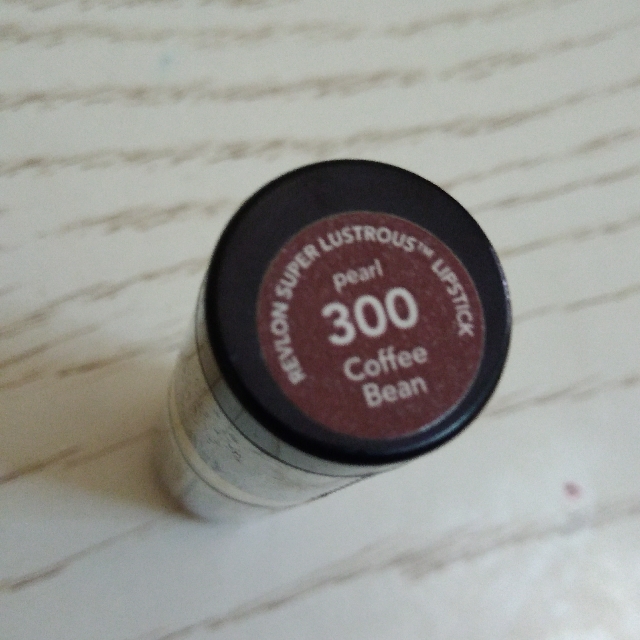 REVLON SUPER LUSTROUS™ LIPSTICK
pearl
300
Coffee
Bean